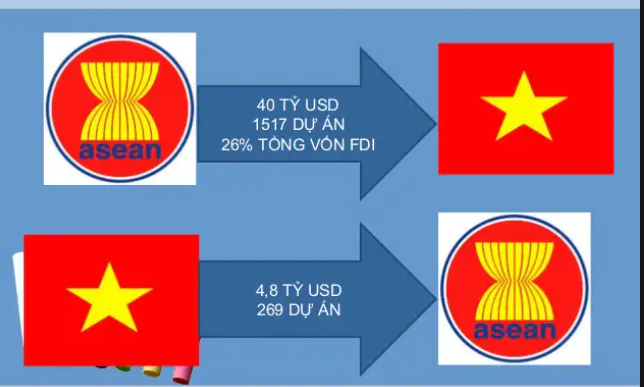 asean
40 TỶ USD
1517 DỰ ÁN
26% TỔNG VỐN FDI
4,8 TỶ USD
269 DỰ ÁN
asean